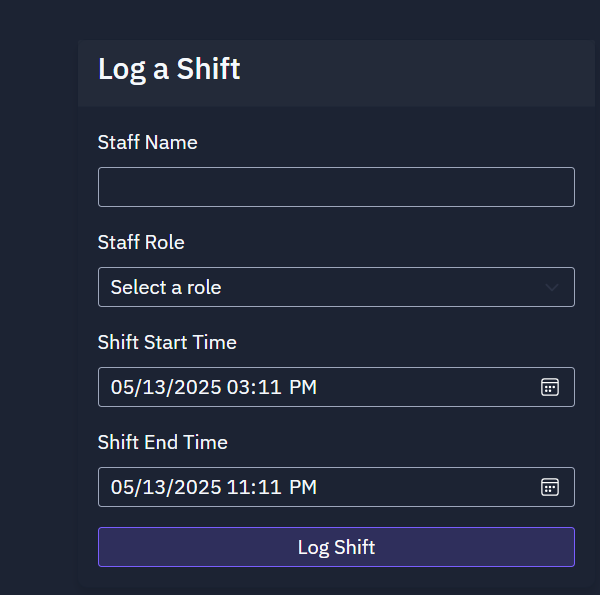 Log a Shift
Staff Name
Staff Role
Select a role
Shift Start Time
05/13/2025 03:11 PM
Shift End Time
05/13/2025 11:11 PM
Log Shift